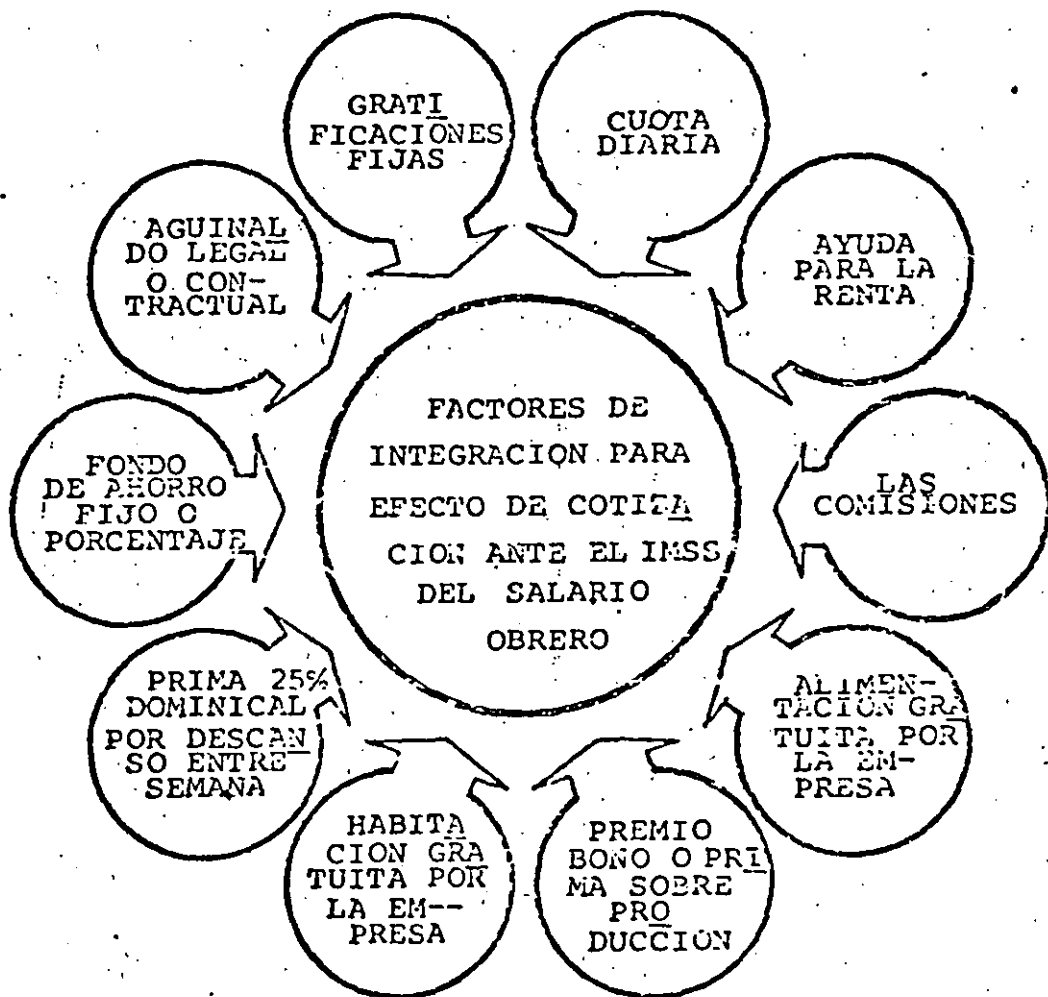 GRATI
FICACIONES
FIJAS
CUOTA
DIARIA
AYUDA
PARA LA
RENTA
LAS
COMISIONES
ALIMEN-
TACION GRA
TUITA POR
LA EM-
PRESA
PREMIO
BONO O PRI
MA SOBRE
PRO
DUCCION
HABITA
CION GRA
TUITA POR
LA EM--
PRESA
PRIMA 25%
DOMINICAL
POR DESCAN
SO ENTRE
SEMANA
FONDO
DE AHORRO
FIJO O
PORCENTAJE
AGUINAL
DO LEGAL
O CON-
TRACTUAL
FACTORES DE
INTEGRACION PARA
EFECTO DE COTIZA
CION ANTE EL IMSS
DEL SALARIO
OBRERO